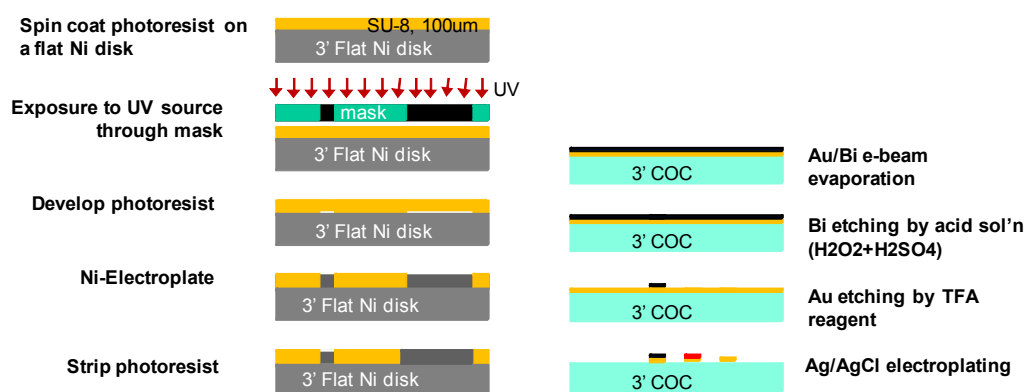 Spin coat photoresist on
a flat Ni disk
SU-8, 100um
3' Flat Ni disk
UV
Exposure to UV source
through mask
mask
3' Flat Ni disk
Develop photoresist
3' Flat Ni disk
Ni-Electroplate
3' Flat Ni disk
Strip photoresist
3' Flat Ni disk
3' COC
Au/Bi e-beam
evaporation
3' COC
Bi etching by acid sol’n
(H2O2+H2SO4)
3' COC
Au etching by TFA
reagent
3' COC
Ag/AgCl electroplating